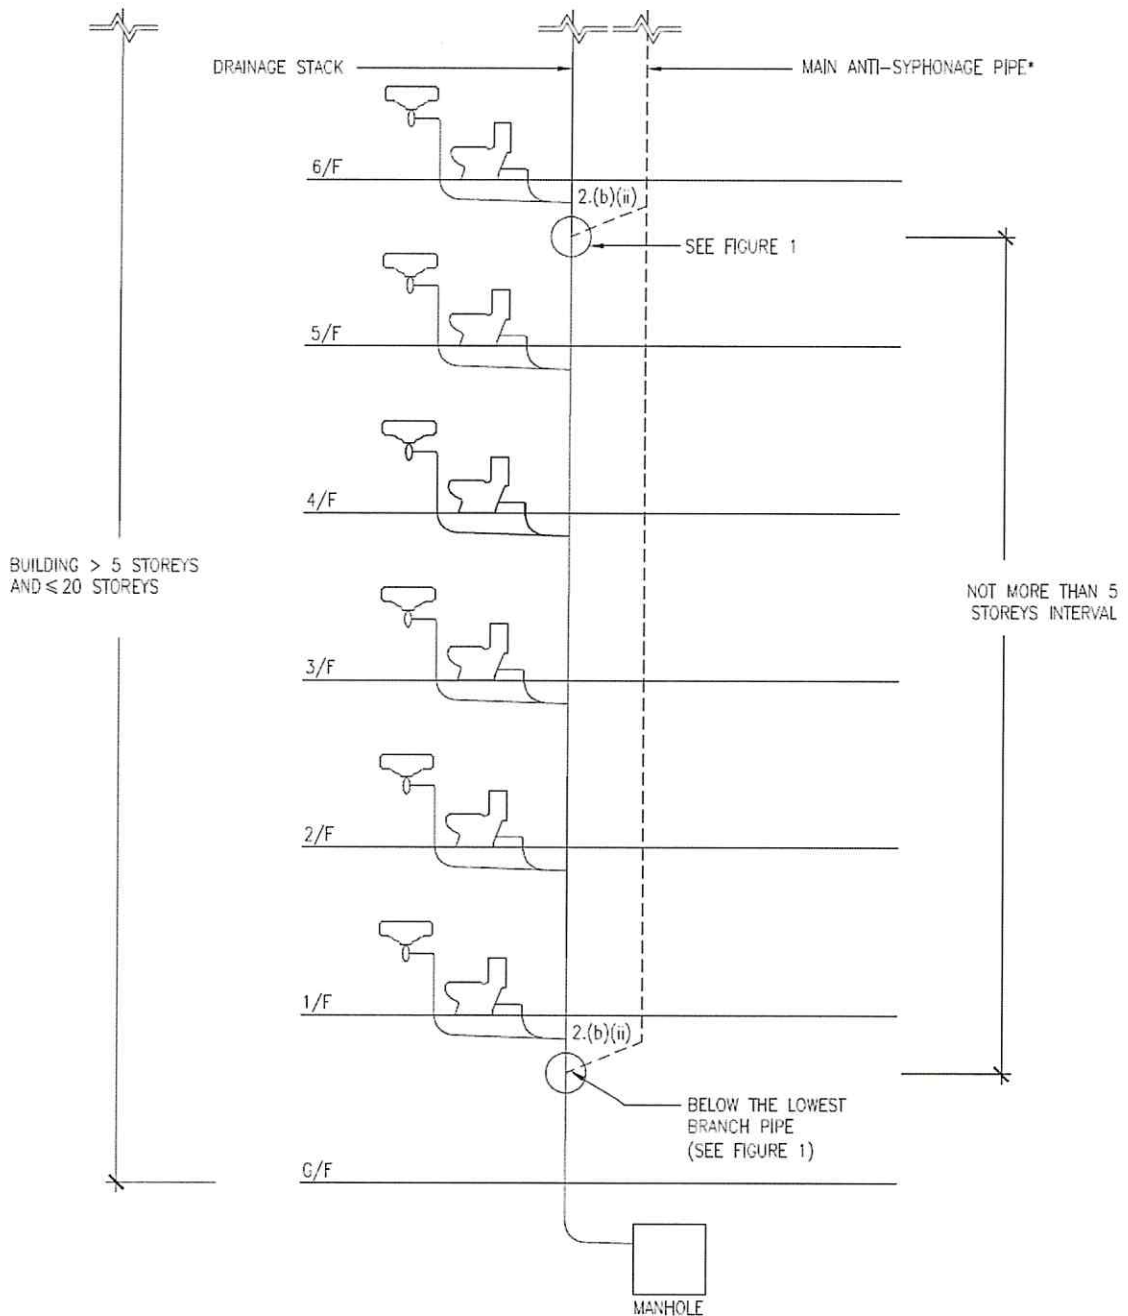 DRAINAGE STACK
MAIN ANTI-SYPHONAGE PIPE*
6/F
2.(b)(ii)
SEE FIGURE 1
5/F
4/F
BUILDING > 5 STOREYS
AND ≤ 20 STOREYS
NOT MORE THAN 5
STOREYS INTERVAL
3/F
2/F
1/F
2.(b)(ii)
BELOW THE LOWEST
BRANCH PIPE
(SEE FIGURE 1)
G/F
MANHOLE